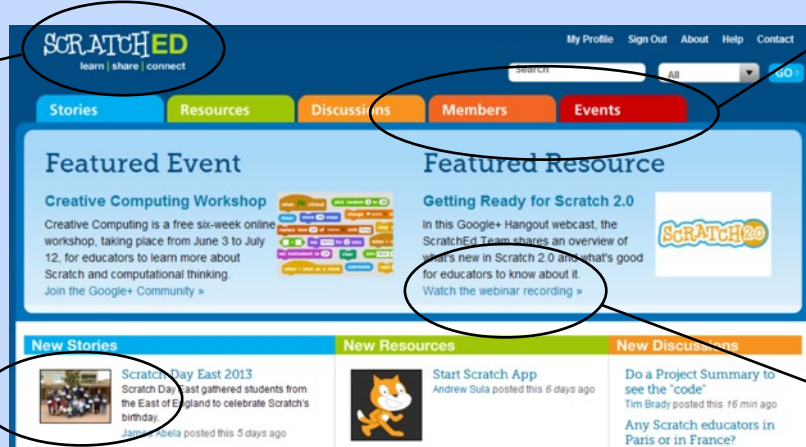 SCRATCHED
learn | share | connect
My Profile Sign Out About Help Contact
Search All GO
Stories Resources Discussions Members Events
Featured Event
Creative Computing Workshop
Creative Computing is a free six-week online
workshop, taking place from June 3 to July
12, for educators to learn more about
Scratch and computational thinking.
Join the Google+ Community »
Featured Resource
Getting Ready for Scratch 2.0
In this Google+ Hangout webcast, the
ScratchEd Team shares an overview of
what's new in Scratch 2.0 and what's good
for educators to know about it.
Watch the webinar recording »
SCRATCH 2.0
New Stories
Scratch Day East 2013
Scratch Day East gathered students from
the East of England to celebrate Scratch's
birthday.
James Abela posted this 5 days ago
New Resources
Start Scratch App
Andrew Sula posted this 6 days ago
New Discussions
Do a Project Summary to
see the "code"
Tim Brady posted this 16 min ago
Any Scratch educators in
Paris or in France?